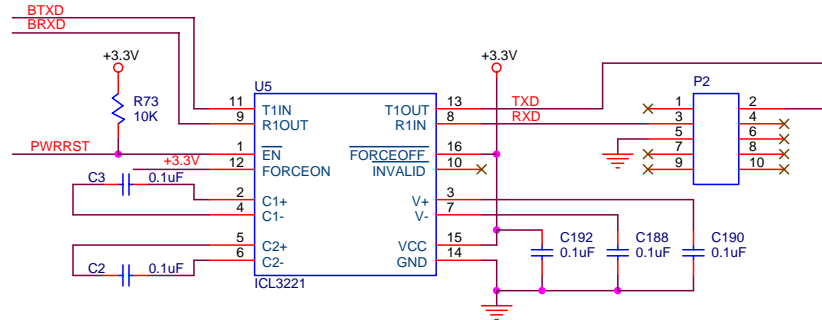 BTXD
BRXD
+3.3V
+3.3V
R73
10K
U5
P2
11 T1IN T1OUT 13 TXD
9 R1OUT R1IN 8 RXD
1 2
3 4
5 6
7 8
9 10
PWRRST
1 EN FORCEOFF 16
+3.3V 12 FORCEON INVALID 10
C3 0.1uF
2 C1+ V+ 3
4 C1- V- 7
5 C2+ VCC 15
6 C2- GND 14
C2 0.1uF
C192
0.1uF
C188
0.1uF
C190
0.1uF
ICL3221